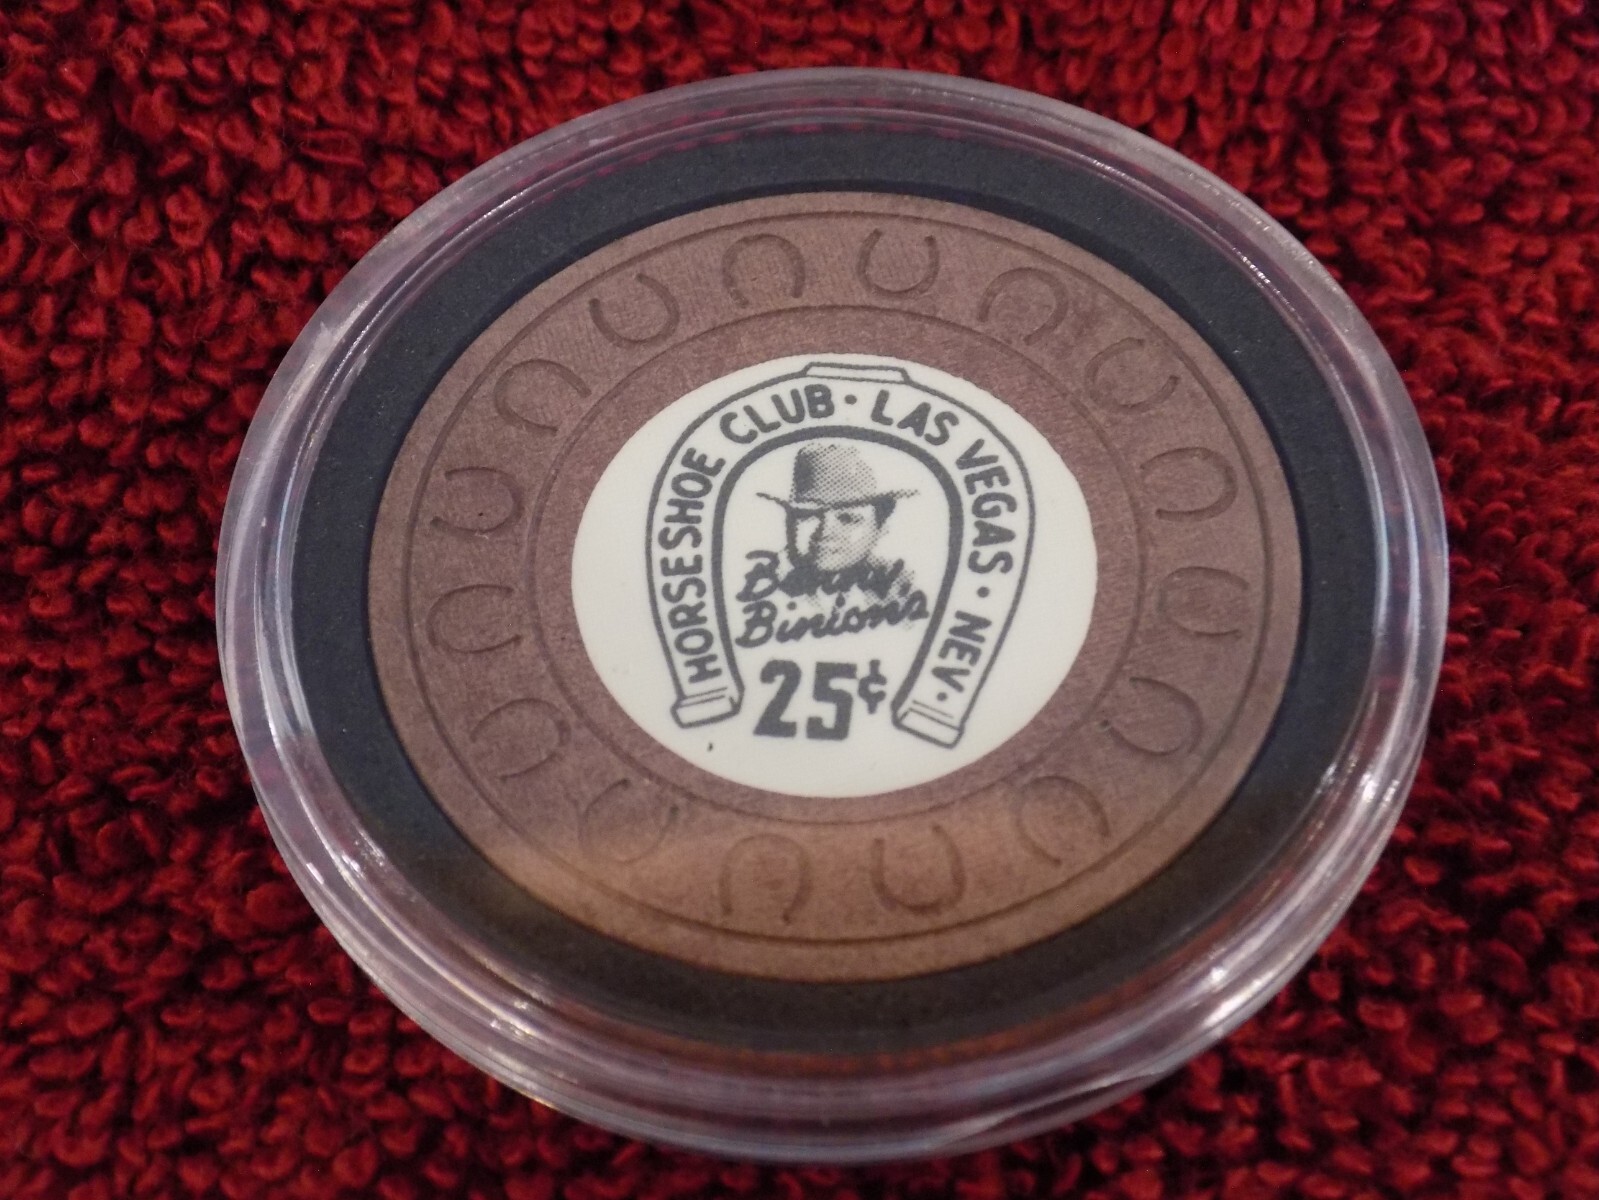 HORSESHOE CLUB · LAS VEGAS · NEV.
Benny
Binion's
25¢